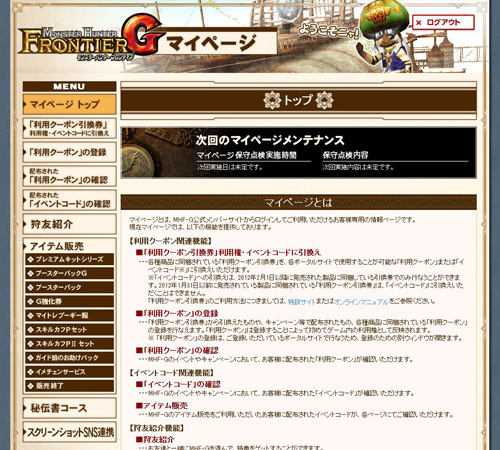 MONSTER HUNTER
FRONTIER G
モンスターハンターフロンティア
マイページ
ようこそニャ!
ログアウト
MENU
マイページ トップ
「利用クーポン引換券」
利用権・イベントコードに引換え
「利用クーポン」の登録
配布された
「利用クーポン」の確認
配布された
「イベントコード」の確認
狩友紹介
アイテム販売
プレミアムキットシリーズ
ブースターパックG
ブースターパック
G強化券
マイトレプーギー服
スキルカフPセット
スキルカフPⅡセット
ガイド娘のお助けパック
イメチェンサービス
販売終了
秘伝書コース
スクリーンショットSNS連携
トップ
次回のマイページメンテナンス
マイページ保守点検実施時間
次回実施日は未定です。
保守点検内容
次回実施内容は未定です。
マイページとは
マイページとは、MHF-G公式メンバーサイトからログインしてご利用いただけるお客様専用の情報ページです。
現在マイページでは、以下の機能を提供しております。
【利用クーポン関連機能】
■「利用クーポン引換券」利用権・イベントコードに引換え
…各種商品に同梱されている「利用クーポン引換券」を、各ポータルサイトで使用することが可能な「利用クーポン」または「イベントコード※」に引換えいただけます。
※「イベントコード」への引換えは、2012年2月1日以降に発売された製品に同梱している引換券でのみ行なうことができます。2012年1月31日以前に発売されている製品に同梱されている「利用クーポン引換券」は、「イベントコード」に引換えいただくことはできません。
「利用クーポン引換券」のご利用方法につきましては、特設サイトまたはオンラインマニュアルをご参照ください。
■「利用クーポン」の登録
…「利用クーポン引換券」から引換えたものや、キャンペーン等で配布されたもの、各種商品に同梱されている「利用クーポン」の登録を行なえます。「利用クーポン」は登録することによって初めてゲーム内の利用権として反映されます。
※「利用クーポン」の登録は、ご登録いただいているポータルサイトで行なうため、登録のための別ウィンドウが開きます。
■「利用クーポン」の確認
…MHF-Gのイベントやキャンペーンにおいて、お客様に配布された「利用クーポン」が確認いただけます。
【イベントコード関連機能】
■「イベントコード」の確認
…MHF-Gのイベントやキャンペーンにおいて、お客様に配布された「イベントコード」が確認いただけます。
■アイテム販売
…MHF-Gのアイテム販売をご利用いただいたお客様に配布されたイベントコードが、各ページにてご確認いただけます。
【狩友紹介機能】
■狩友紹介
…お友達と一緒にMHF-Gを遊んで、特典をゲットすることができます。